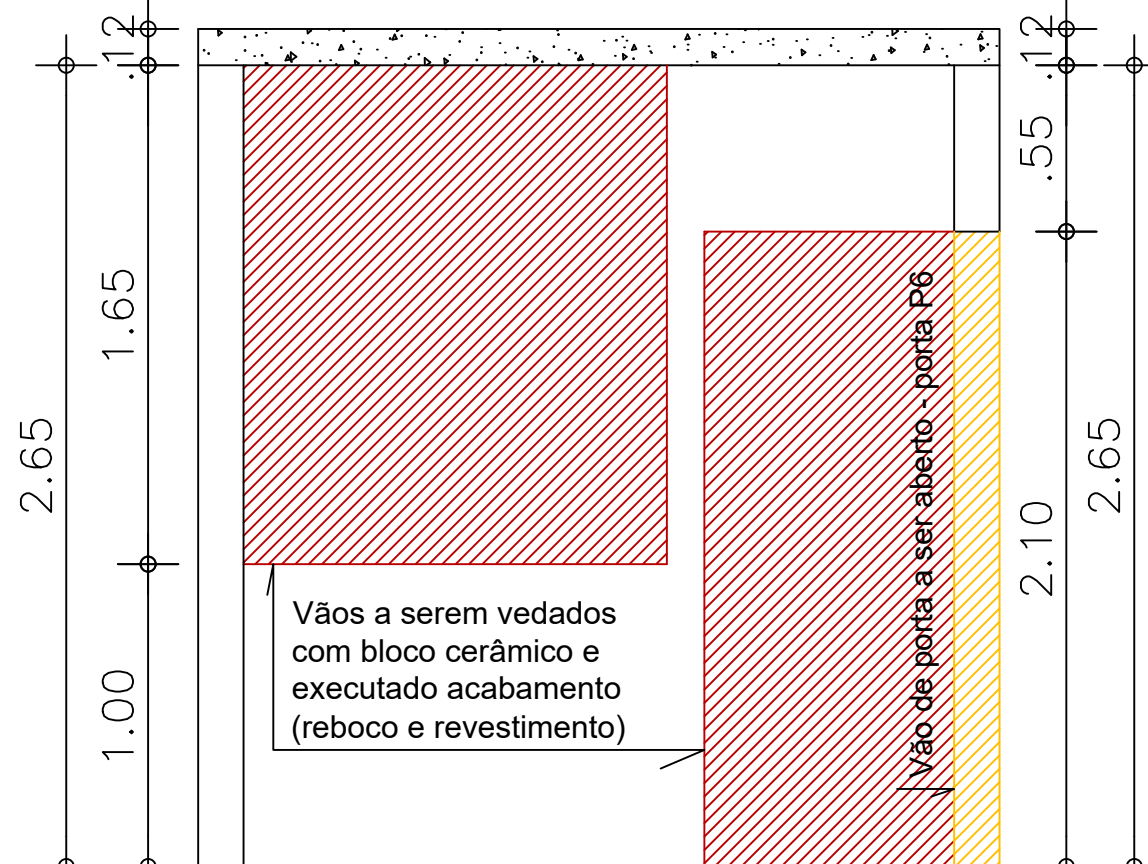 .12
1.65
2.65
1.00
Vãos a serem vedados
com bloco cerâmico e
executado acabamento
(reboco e revestimento)
Vão de porta a ser aberto - porta P6
.12
.55
2.10
2.65